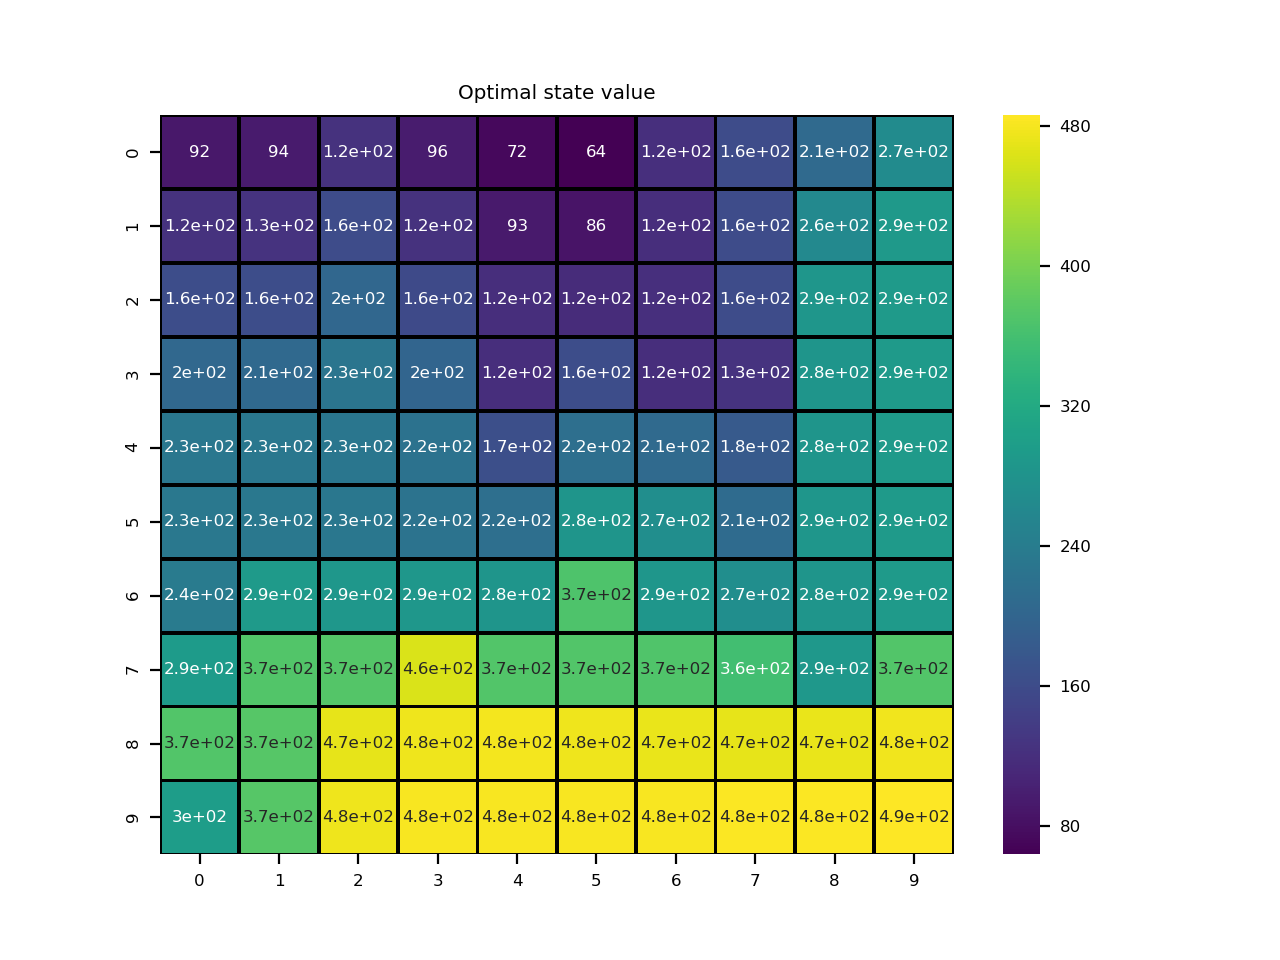 Optimal state value
0 92 94 1.2e+02 96 72 64 1.2e+02 1.6e+02 2.1e+02 2.7e+02 480
1 1.2e+02 1.3e+02 1.6e+02 1.2e+02 93 86 1.2e+02 1.6e+02 2.6e+02 2.9e+02
400
2 1.6e+02 1.6e+02 2e+02 1.6e+02 1.2e+02 1.2e+02 1.2e+02 1.6e+02 2.9e+02 2.9e+02
3 2e+02 2.1e+02 2.3e+02 2e+02 1.2e+02 1.6e+02 1.2e+02 1.3e+02 2.8e+02 2.9e+02
320
4 2.3e+02 2.3e+02 2.3e+02 2.2e+02 1.7e+02 2.2e+02 2.1e+02 1.8e+02 2.8e+02 2.9e+02
5 2.3e+02 2.3e+02 2.3e+02 2.2e+02 2.2e+02 2.8e+02 2.7e+02 2.1e+02 2.9e+02 2.9e+02
240
6 2.4e+02 2.9e+02 2.9e+02 2.9e+02 2.8e+02 3.7e+02 2.9e+02 2.7e+02 2.8e+02 2.9e+02
7 2.9e+02 3.7e+02 3.7e+02 4.6e+02 3.7e+02 3.7e+02 3.7e+02 3.6e+02 2.9e+02 3.7e+02
160
8 3.7e+02 3.7e+02 4.7e+02 4.8e+02 4.8e+02 4.8e+02 4.7e+02 4.7e+02 4.7e+02 4.8e+02
9 3e+02 3.7e+02 4.8e+02 4.8e+02 4.8e+02 4.8e+02 4.8e+02 4.8e+02 4.8e+02 4.9e+02
80
0 1 2 3 4 5 6 7 8 9